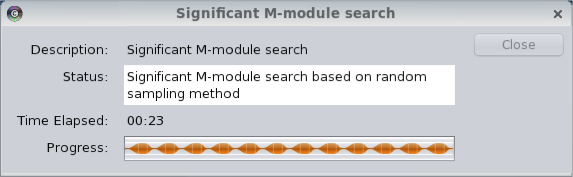 Significant M-module search
Close
Description: Significant M-module search
Status: Significant M-module search based on random
sampling method
Time Elapsed: 00:23
Progress: